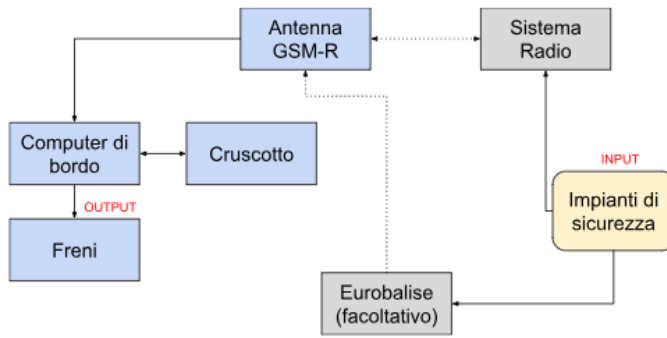 Antenna
GSM-R
Sistema
Radio
Computer di
bordo
Cruscotto
INPUT
Impianti di
sicurezza
OUTPUT
Freni
Eurobalise
(facoltativo)